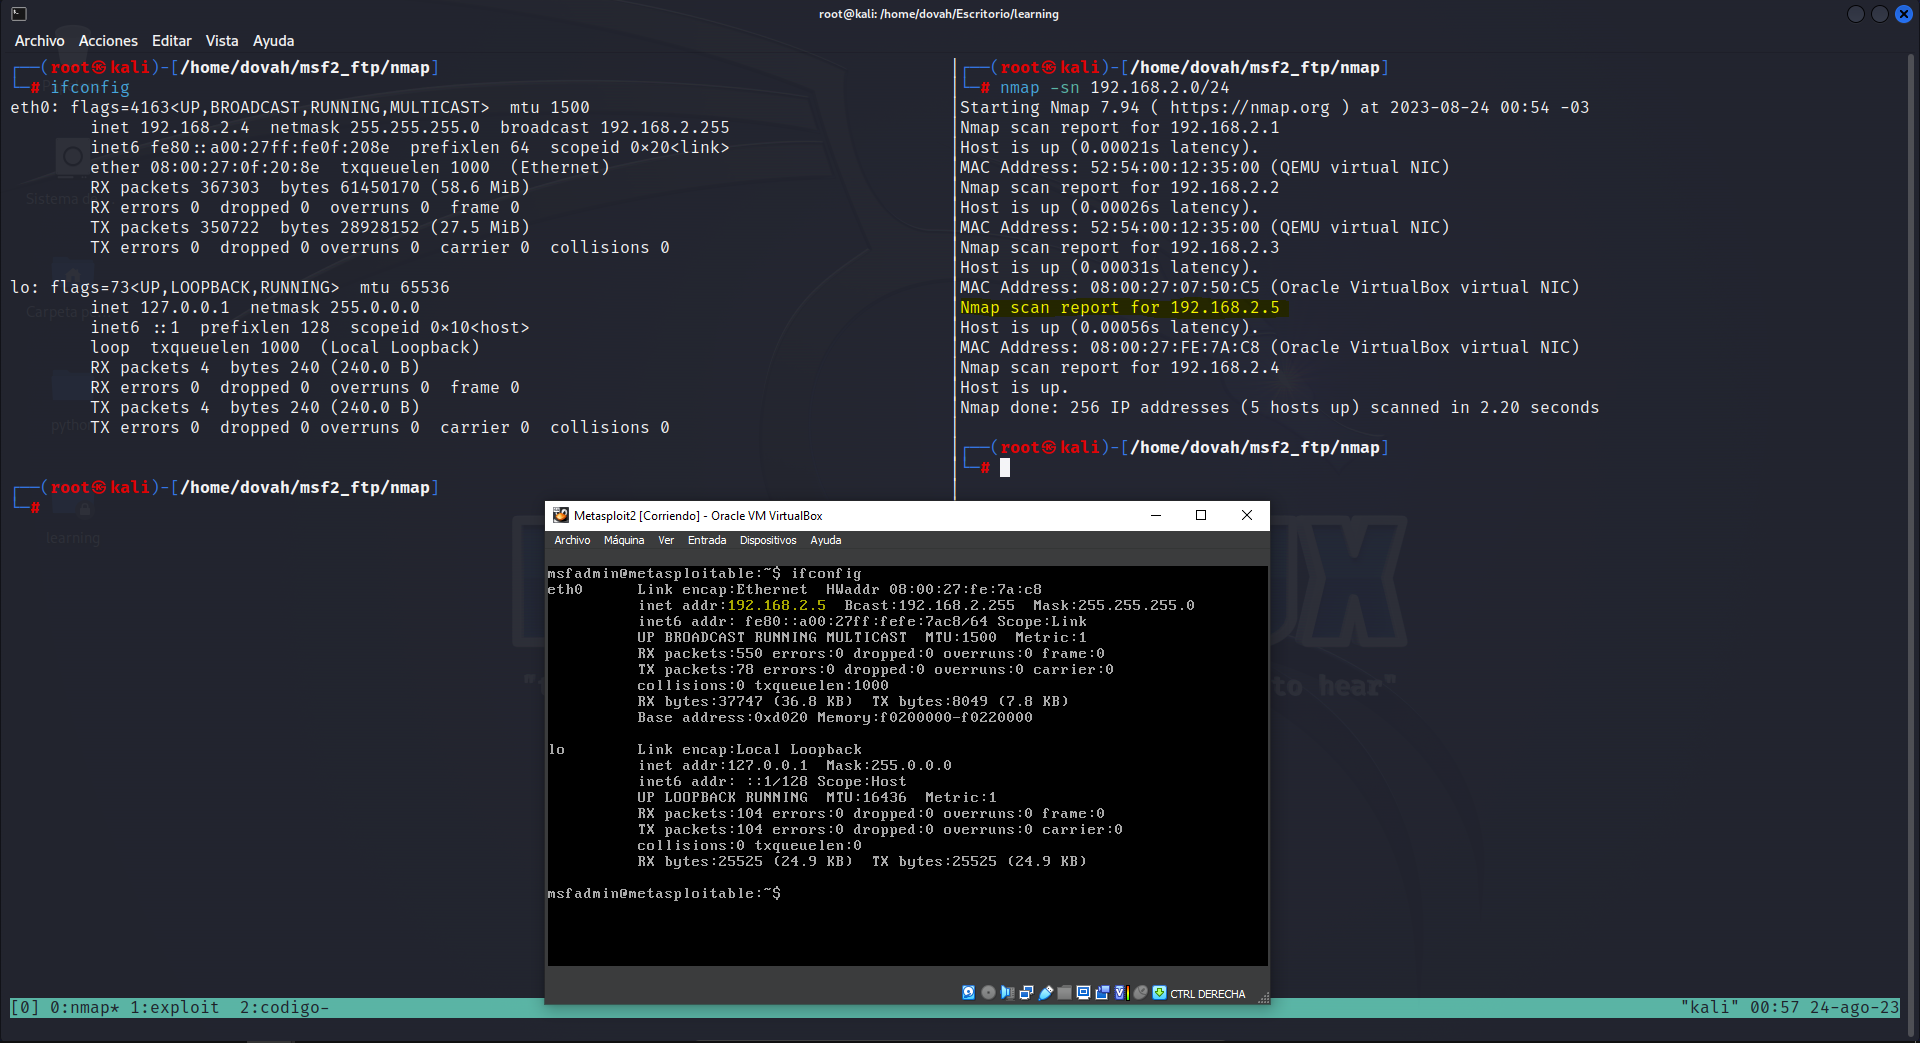 root@kali: /home/dovah/Escritorio/learning
Archivo Acciones Editar Vista Ayuda
┌──(root㉿kali)-[/home/dovah/msf2_ftp/nmap]
└─# ifconfig
eth0: flags=4163<UP,BROADCAST,RUNNING,MULTICAST>  mtu 1500
inet 192.168.2.4  netmask 255.255.255.0  broadcast 192.168.2.255
inet6 fe80::a00:27ff:fe0f:208e  prefixlen 64  scopeid 0×20<link>
ether 08:00:27:0f:20:8e  txqueuelen 1000  (Ethernet)
RX packets 367303  bytes 61450170 (58.6 MiB)
RX errors 0  dropped 0  overruns 0  frame 0
TX packets 350722  bytes 28928152 (27.5 MiB)
TX errors 0  dropped 0 overruns 0  carrier 0  collisions 0
lo: flags=73<UP,LOOPBACK,RUNNING>  mtu 65536
inet 127.0.0.1  netmask 255.0.0.0
inet6 ::1  prefixlen 128  scopeid 0×10<host>
loop  txqueuelen 1000  (Local Loopback)
RX packets 4  bytes 240 (240.0 B)
RX errors 0  dropped 0  overruns 0  frame 0
TX packets 4  bytes 240 (240.0 B)
TX errors 0  dropped 0 overruns 0  carrier 0  collisions 0
┌──(root㉿kali)-[/home/dovah/msf2_ftp/nmap]
└─#
┌──(root㉿kali)-[/home/dovah/msf2_ftp/nmap]
└─# nmap -sn 192.168.2.0/24
Starting Nmap 7.94 ( https://nmap.org ) at 2023-08-24 00:54 -03
Nmap scan report for 192.168.2.1
Host is up (0.00021s latency).
MAC Address: 52:54:00:12:35:00 (QEMU virtual NIC)
Nmap scan report for 192.168.2.2
Host is up (0.00026s latency).
MAC Address: 52:54:00:12:35:00 (QEMU virtual NIC)
Nmap scan report for 192.168.2.3
Host is up (0.00031s latency).
MAC Address: 08:00:27:07:50:C5 (Oracle VirtualBox virtual NIC)
Nmap scan report for 192.168.2.5
Host is up (0.00056s latency).
MAC Address: 08:00:27:FE:7A:C8 (Oracle VirtualBox virtual NIC)
Nmap scan report for 192.168.2.4
Host is up.
Nmap done: 256 IP addresses (5 hosts up) scanned in 2.20 seconds
┌──(root㉿kali)-[/home/dovah/msf2_ftp/nmap]
└─#
Sistema
Carpeta
learning
to hear"
Metasploit2 [Corriendo] - Oracle VM VirtualBox
Archivo Máquina Ver Entrada Dispositivos Ayuda
msfadmin@metasploitable:~$ ifconfig
eth0      Link encap:Ethernet  HWaddr 08:00:27:fe:7a:c8
inet addr:192.168.2.5  Bcast:192.168.2.255  Mask:255.255.255.0
inet6 addr: fe80::a00:27ff:fefe:7ac8/64 Scope:Link
UP BROADCAST RUNNING MULTICAST  MTU:1500  Metric:1
RX packets:550 errors:0 dropped:0 overruns:0 frame:0
TX packets:78 errors:0 dropped:0 overruns:0 carrier:0
collisions:0 txqueuelen:1000
RX bytes:37747 (36.8 KB)  TX bytes:8049 (7.8 KB)
Base address:0xd020 Memory:f0200000-f0220000
lo        Link encap:Local Loopback
inet addr:127.0.0.1  Mask:255.0.0.0
inet6 addr: ::1/128 Scope:Host
UP LOOPBACK RUNNING  MTU:16436  Metric:1
RX packets:104 errors:0 dropped:0 overruns:0 frame:0
TX packets:104 errors:0 dropped:0 overruns:0 carrier:0
collisions:0 txqueuelen:0
RX bytes:25525 (24.9 KB)  TX bytes:25525 (24.9 KB)
msfadmin@metasploitable:~$
CTRL DERECHA
[0] 0:nmap* 1:exploit  2:codigo-
"kali" 00:57 24-ago-23